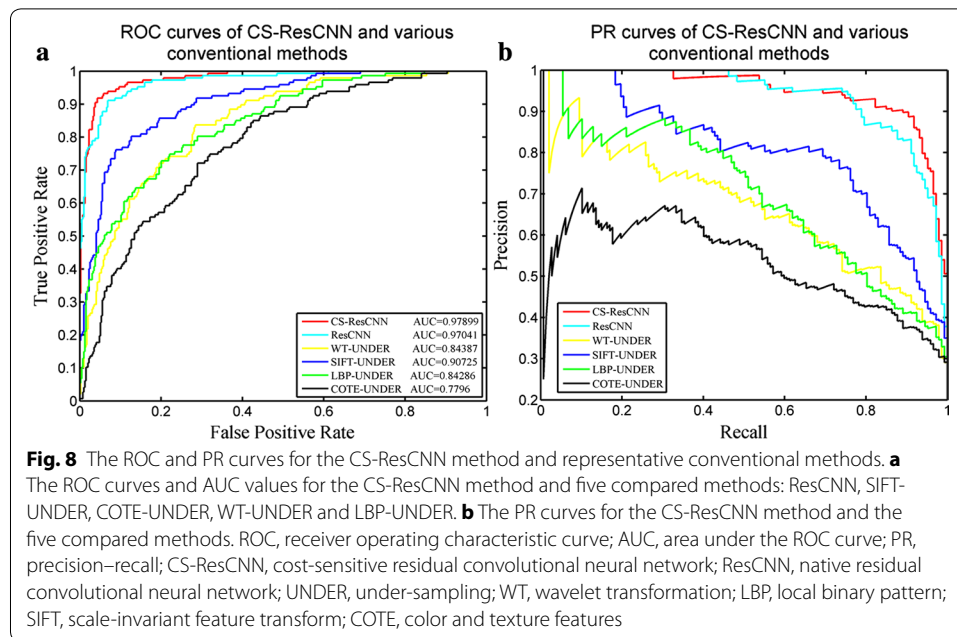 a
ROC curves of CS-ResCNN and various
conventional methods
1
0.9
0.8
0.7
0.6
0.5
0.4
0.3
0.2
0.1
0
True Positive Rate
CS-ResCNN AUC=0.97899
ResCNN AUC=0.97041
WT-UNDER AUC=0.84387
SIFT-UNDER AUC=0.90725
LBP-UNDER AUC=0.84286
COTE-UNDER AUC=0.7796
0 0.2 0.4 0.6 0.8 1
False Positive Rate
b
PR curves of CS-ResCNN and various
conventional methods
1
0.9
0.8
0.7
0.6
0.5
0.4
0.3
0.2
Precision
CS-ResCNN
ResCNN
WT-UNDER
SIFT-UNDER
LBP-UNDER
COTE-UNDER
0 0.2 0.4 0.6 0.8 1
Recall
Fig. 8 The ROC and PR curves for the CS-ResCNN method and representative conventional methods. a
The ROC curves and AUC values for the CS-ResCNN method and five compared methods: ResCNN, SIFT-
UNDER, COTE-UNDER, WT-UNDER and LBP-UNDER. b The PR curves for the CS-ResCNN method and the
five compared methods. ROC, receiver operating characteristic curve; AUC, area under the ROC curve; PR,
precision–recall; CS-ResCNN, cost-sensitive residual convolutional neural network; ResCNN, native residual
convolutional neural network; UNDER, under-sampling; WT, wavelet transformation; LBP, local binary pattern;
SIFT, scale-invariant feature transform; COTE, color and texture features